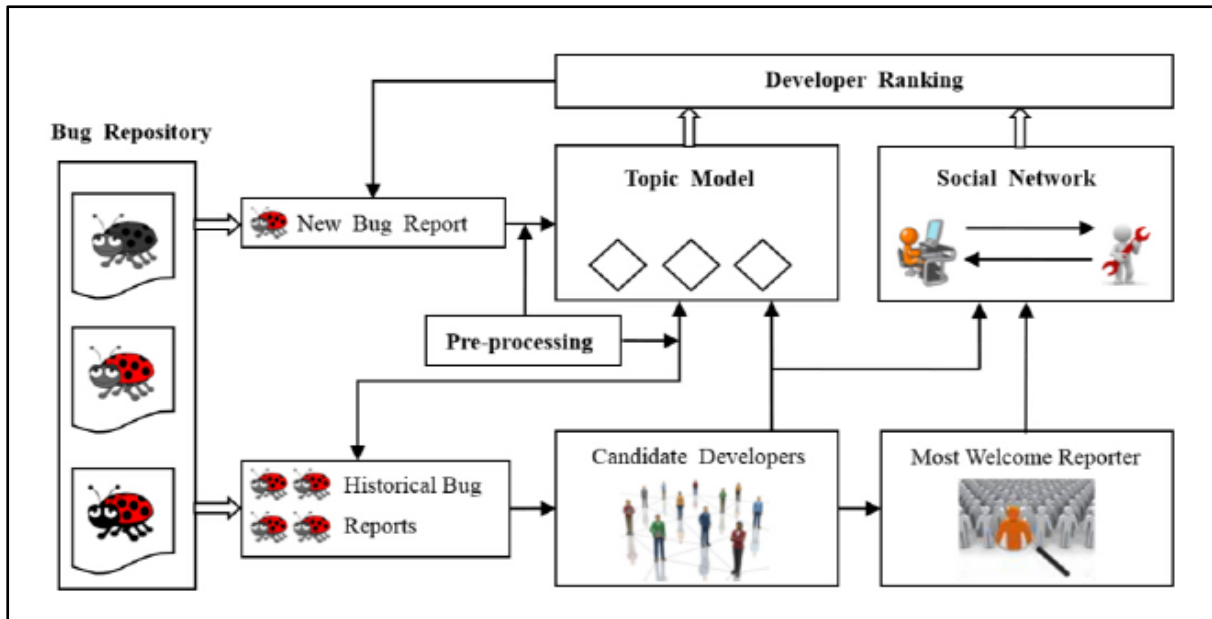 Developer Ranking
Bug Repository
Topic Model
Social Network
New Bug Report
Pre-processing
Historical Bug
Reports
Candidate Developers
Most Welcome Reporter